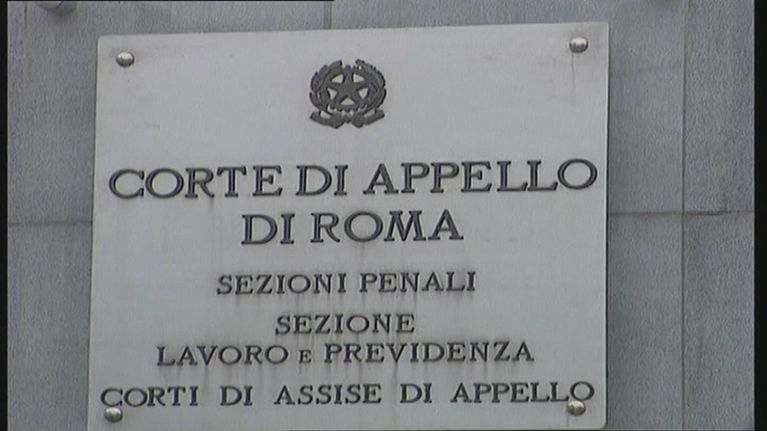 CORTE DI APPELLO
DI ROMA
SEZIONI PENALI
SEZIONE
LAVORO E PREVIDENZA
CORTI DI ASSISE DI APPELLO